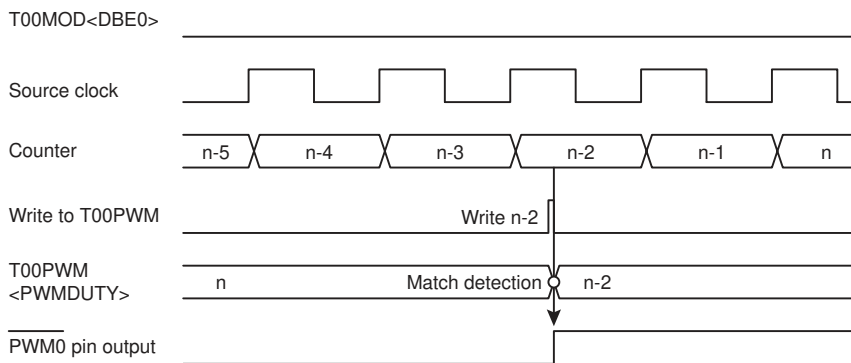 T00MOD<DBE0>
Source clock
Counter n-5 n-4 n-3 n-2 n-1 n
Write to T00PWM Write n-2
T00PWM
<PWMDUTY> n Match detection n-2
PWM0 pin output